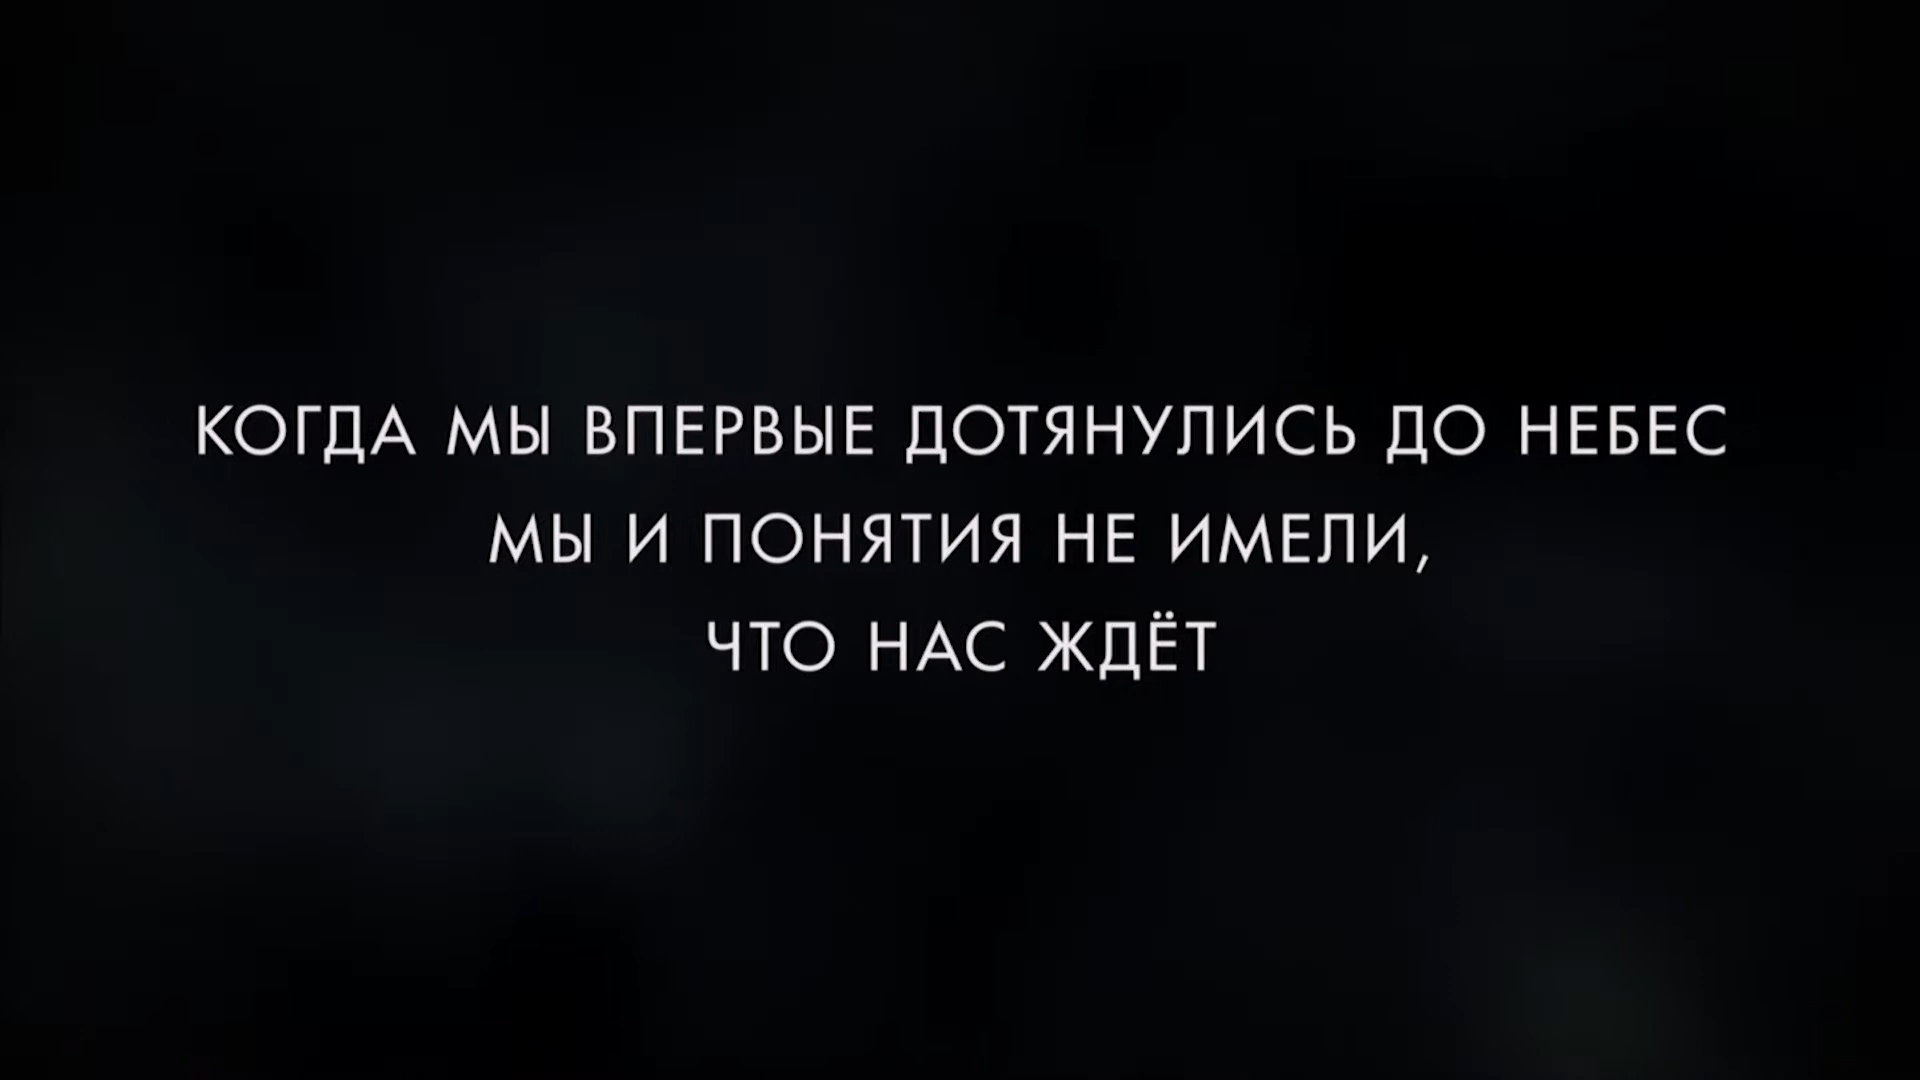 КОГДА МЫ ВПЕРВЫЕ ДОТЯНУЛИСЬ ДО НЕБЕС
МЫ И ПОНЯТИЯ НЕ ИМЕЛИ,
ЧТО НАС ЖДЁТ